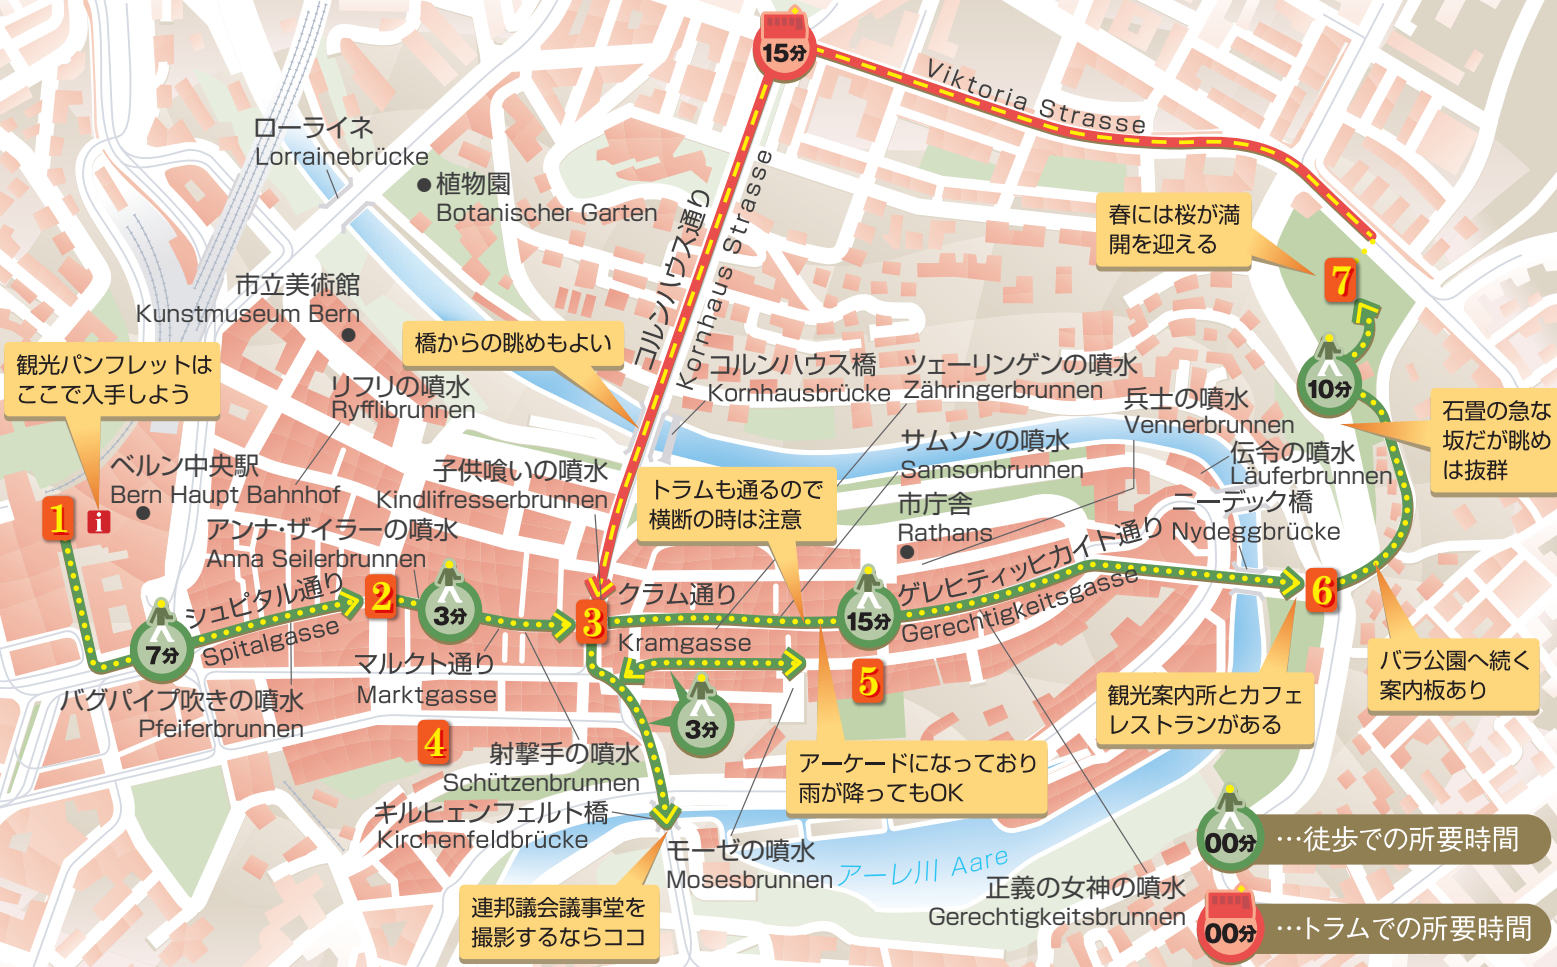 15分
Viktoria Strasse
ローライネ
Lorrainebrücke
植物園
Botanischer Garten
コルンハウス通り
Kornhaus Strasse
春には桜が満
開を迎える
7
市立美術館
Kunstmuseum Bern
橋からの眺めもよい
観光パンフレットは
ここで入手しよう
コルンハウス橋
Kornhausbrücke
ツェーリンゲンの噴水
Zähringerbrunnen
10分
リフリの噴水
Ryfflibrunnen
兵士の噴水
Vennerbrunnen
石畳の急な
坂だが眺め
は抜群
サムソンの噴水
Samsonbrunnen
伝令の噴水
Läuferbrunnen
ベルン中央駅
Bern Haupt Bahnhof
子供喰いの噴水
Kindlifresserbrunnen
トラムも通るので
横断の時は注意
市庁舎
Rathans
ニーデック橋
Nydeggbrücke
1
i
アンナ・ザイラーの噴水
Anna Seilerbrunnen
シュピタル通り
Spitalgasse
2
3分
3
クラム通り
Kramgasse
15分
ゲレヒティッヒカイト通り
Gerechtigkeitsgasse
6
7分
マルクト通り
Marktgasse
5
バラ公園へ続く
案内板あり
バグパイプ吹きの噴水
Pfeiferbrunnen
観光案内所とカフェ
レストランがある
3分
4
射撃手の噴水
Schützenbrunnen
アーケードになっており
雨が降ってもOK
キルヒェンフェルト橋
Kirchenfeldbrücke
モーゼの噴水
Mosesbrunnen
アーレ川 Aare
00分
…徒歩での所要時間
正義の女神の噴水
Gerechtigkeitsbrunnen
連邦議会議事堂を
撮影するならココ
00分
…トラムでの所要時間